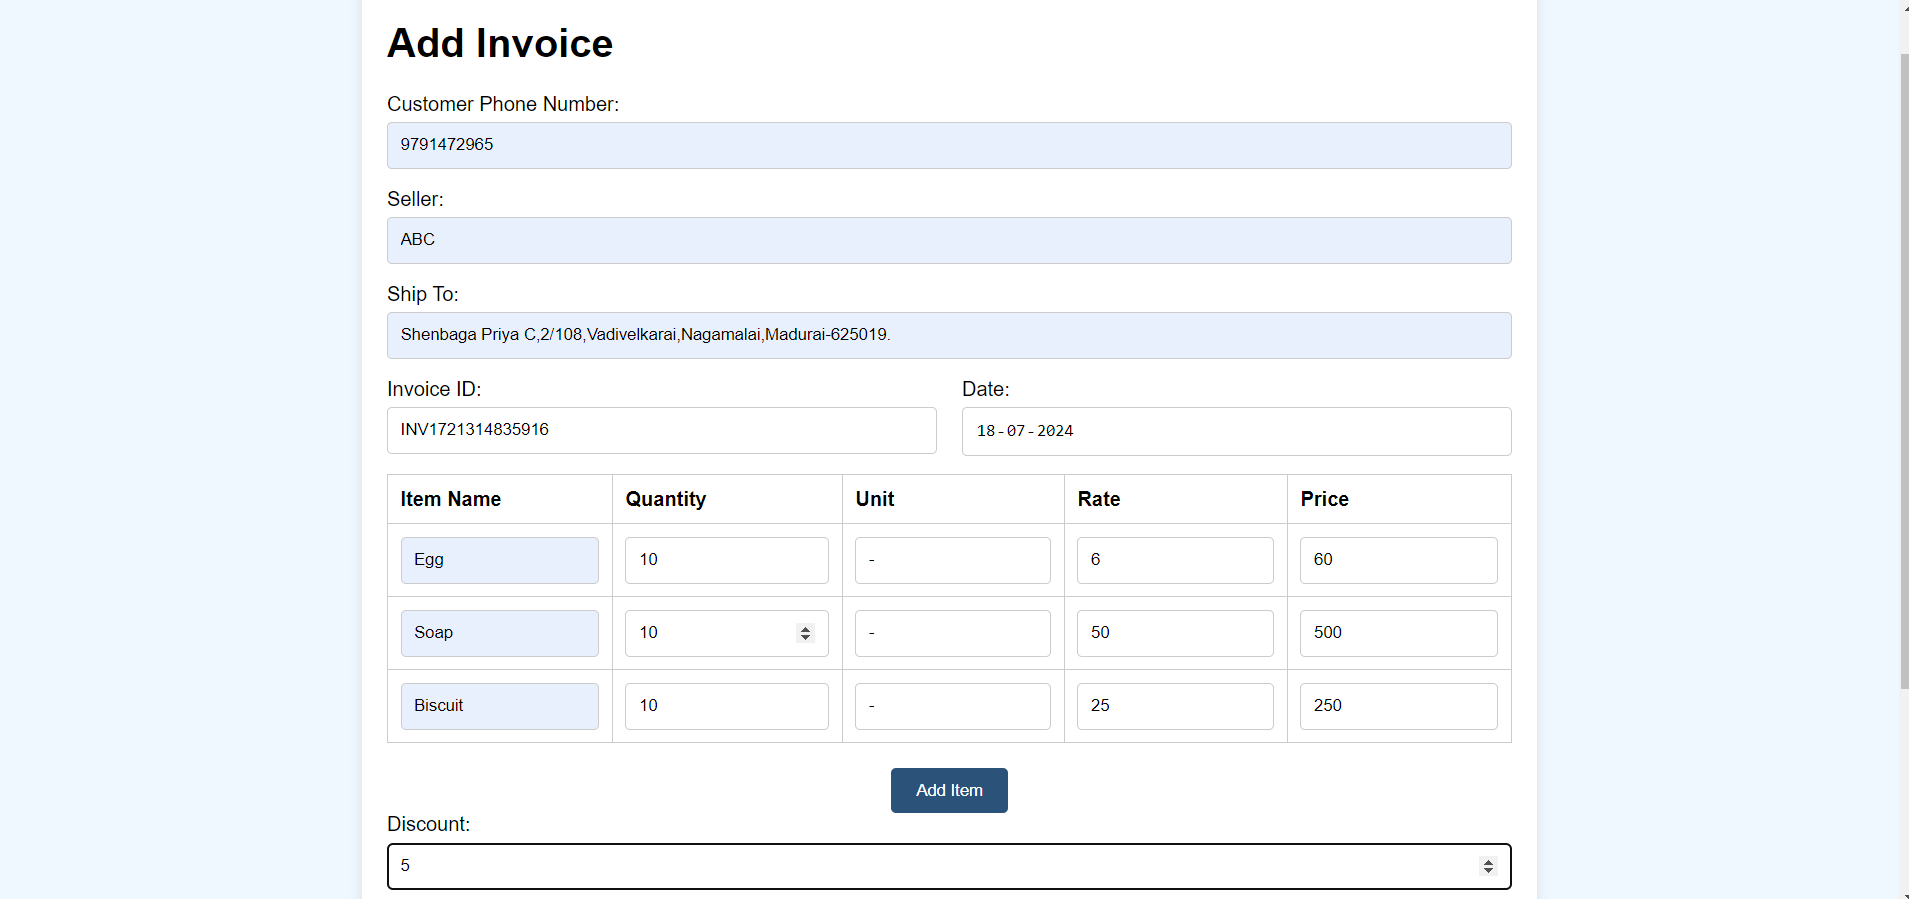 Add Invoice
Customer Phone Number:
9791472965
Seller:
ABC
Ship To:
Shenbaga Priya C,2/108,Vadivelkarai,Nagamalai,Madurai-625019.
Invoice ID: Date:
INV1721314835916 18-07-2024
Item Name Quantity Unit Rate Price
Egg 10 - 6 60
Soap 10 - 50 500
Biscuit 10 - 25 250
Add Item
Discount:
5